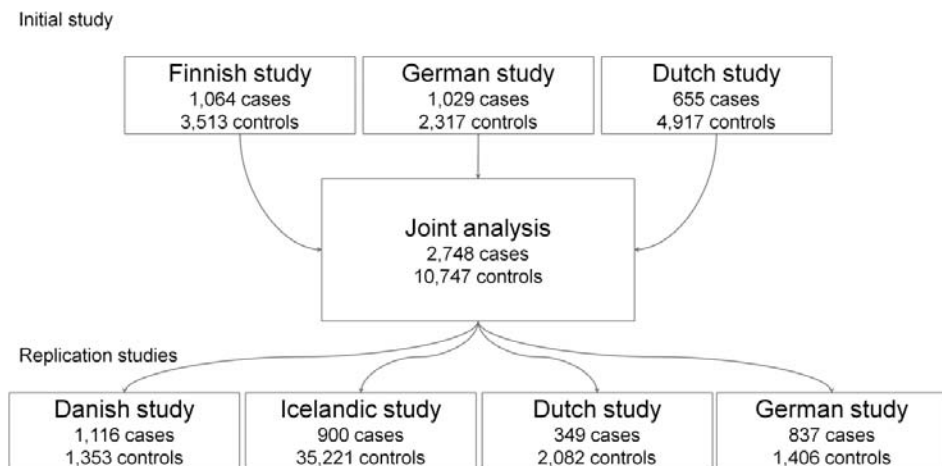 Initial study
Finnish study
1,064 cases
3,513 controls
German study
1,029 cases
2,317 controls
Dutch study
655 cases
4,917 controls
Joint analysis
2,748 cases
10,747 controls
Replication studies
Danish study
1,116 cases
1,353 controls
Icelandic study
900 cases
35,221 controls
Dutch study
349 cases
2,082 controls
German study
837 cases
1,406 controls